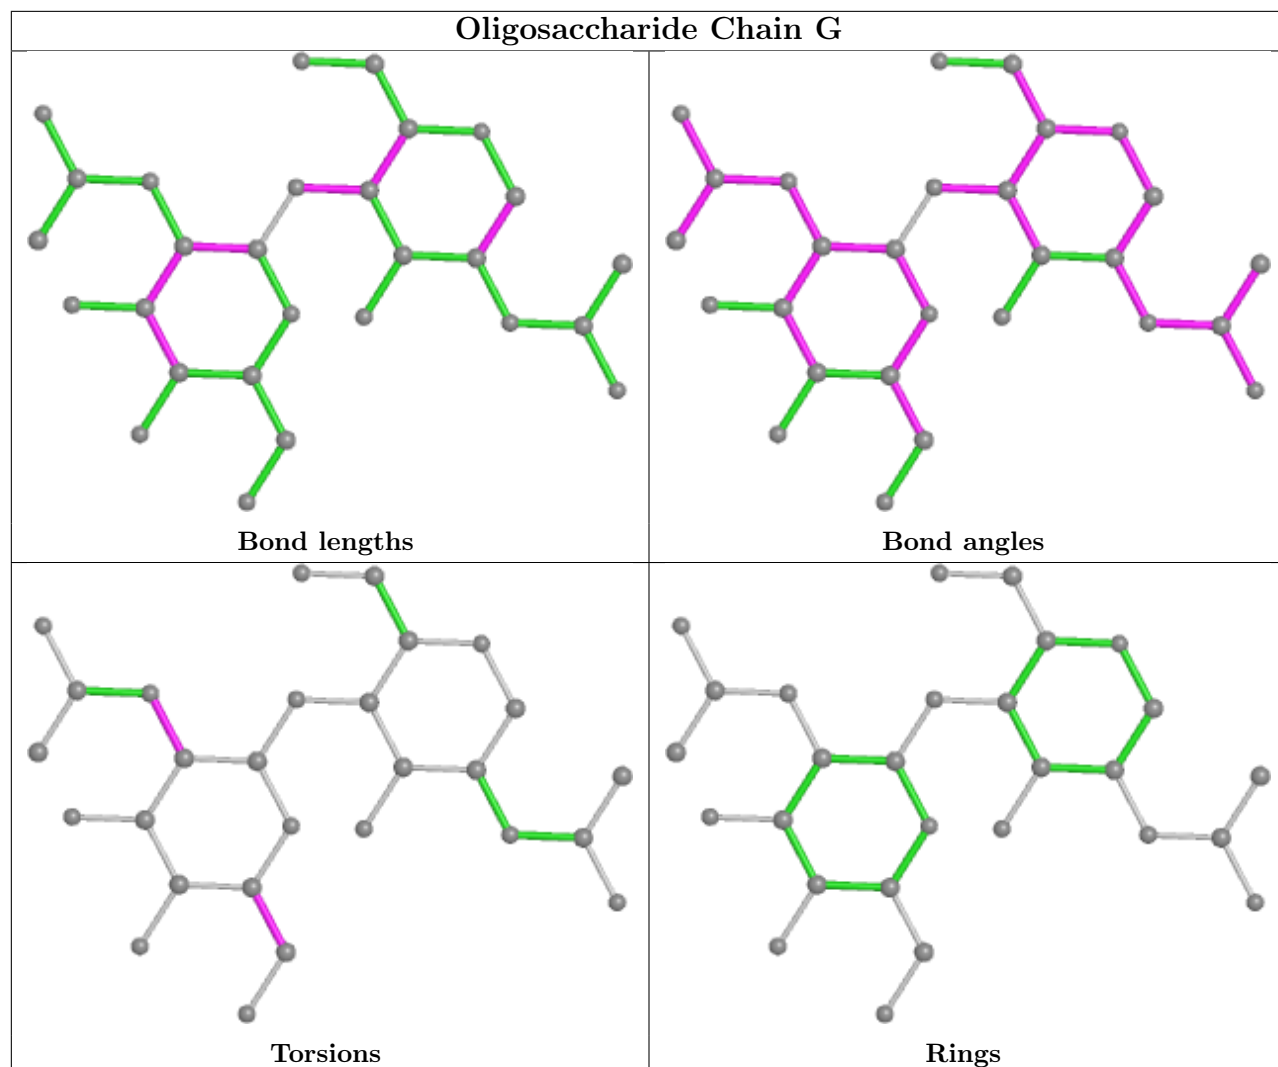 Oligosaccharide Chain G
Bond lengths
Bond angles
Torsions
Rings